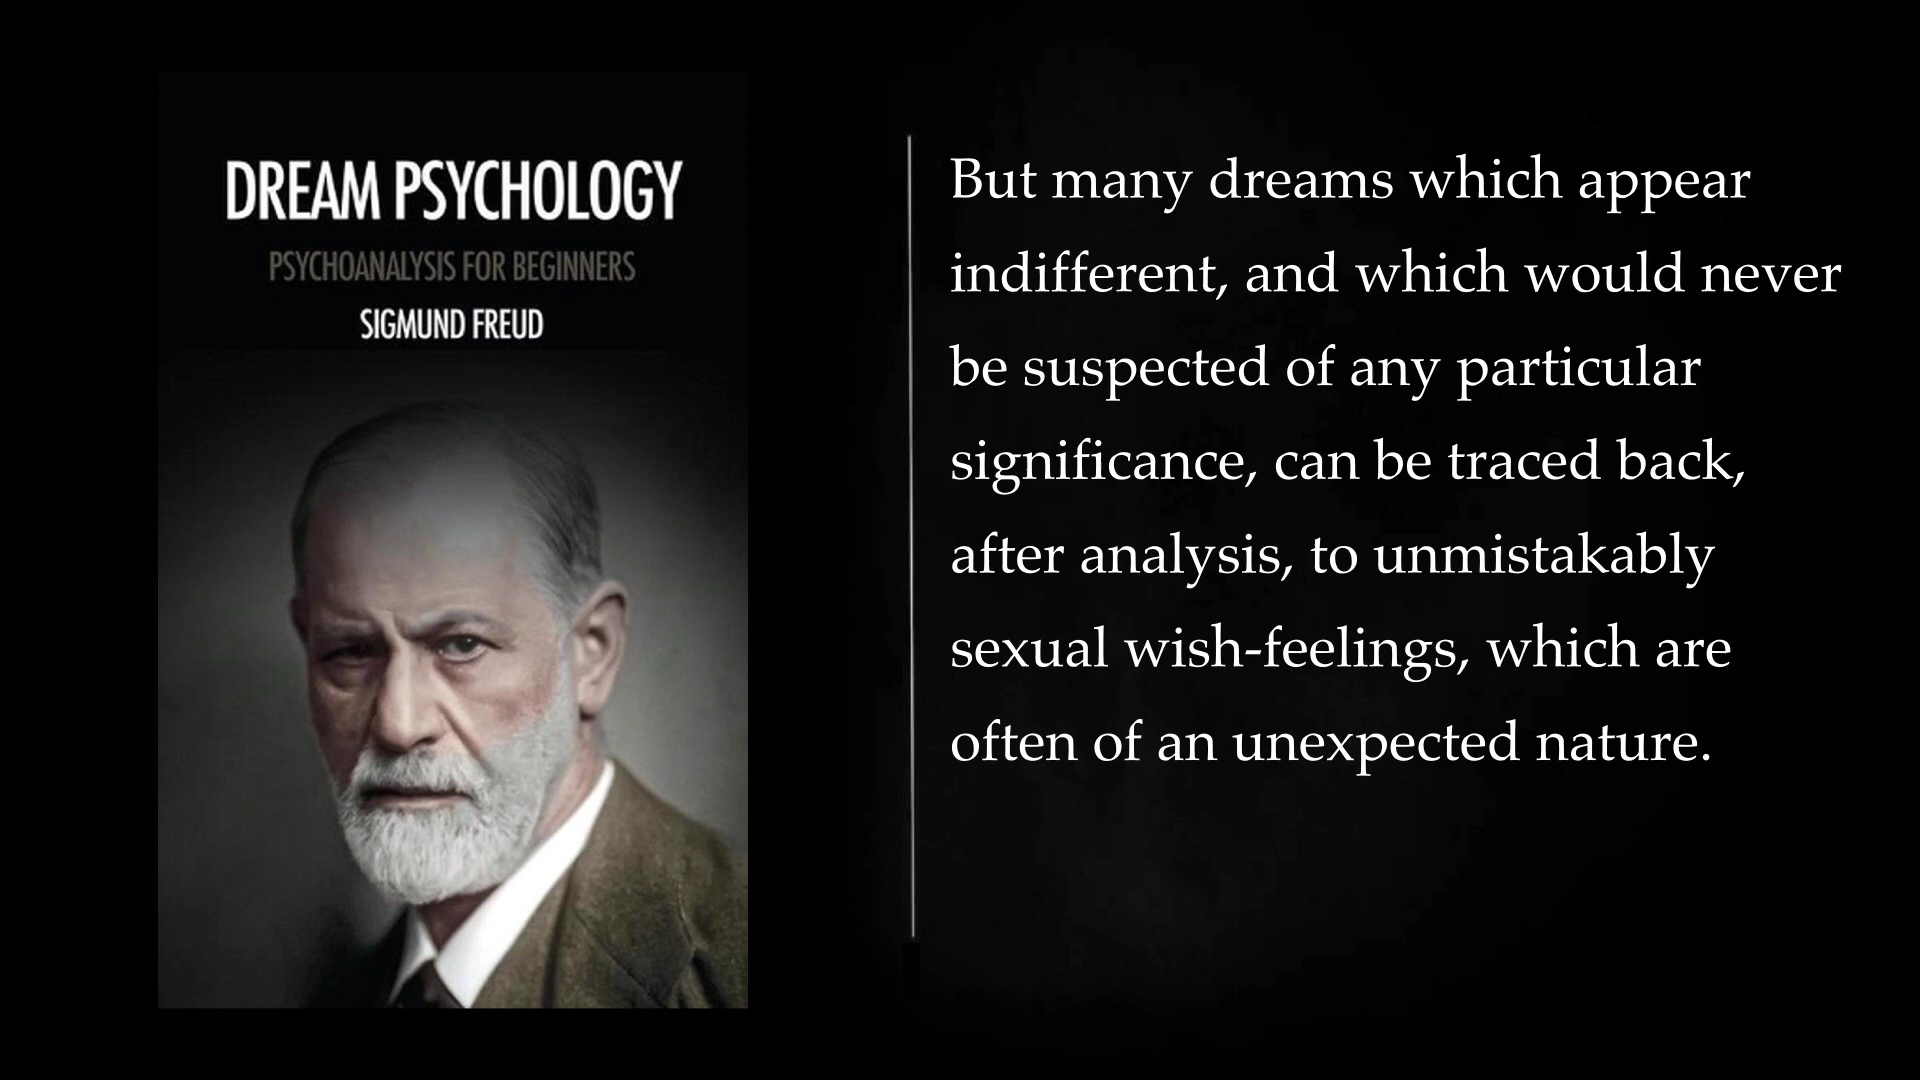 DREAM PSYCHOLOGY
PSYCHOANALYSIS FOR BEGINNERS
SIGMUND FREUD
But many dreams which appear
indifferent, and which would never
be suspected of any particular
significance, can be traced back,
after analysis, to unmistakably
sexual wish-feelings, which are
often of an unexpected nature.